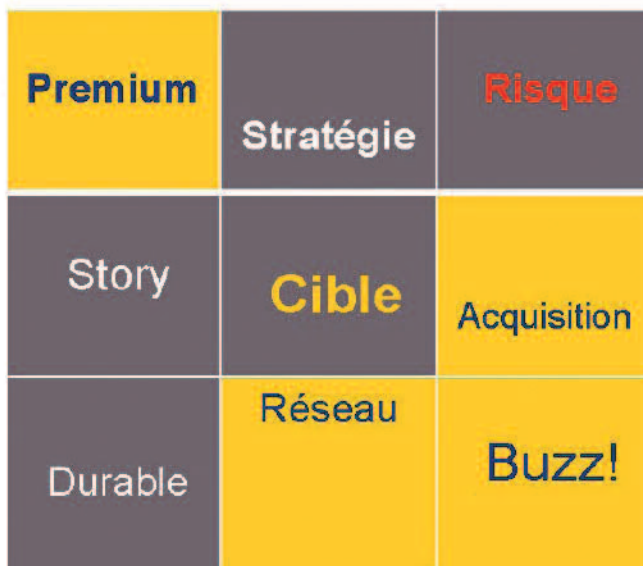 Premium
Stratégie
Risque
Story
Cible
Acquisition
Durable
Réseau
Buzz!